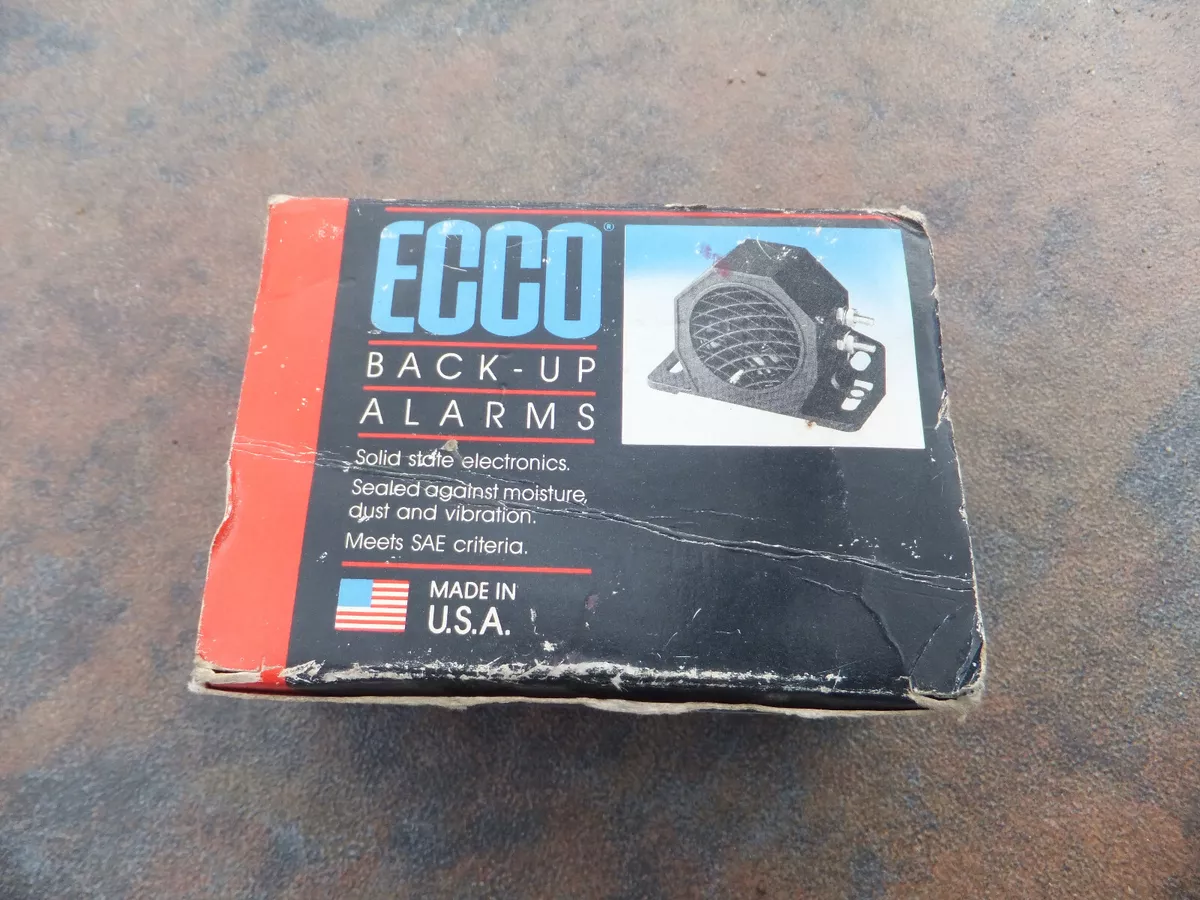 ECCO®
BACK-UP
ALARMS
Solid state electronics.
Sealed against moisture,
dust and vibration.
Meets SAE criteria.
MADE IN
U.S.A.